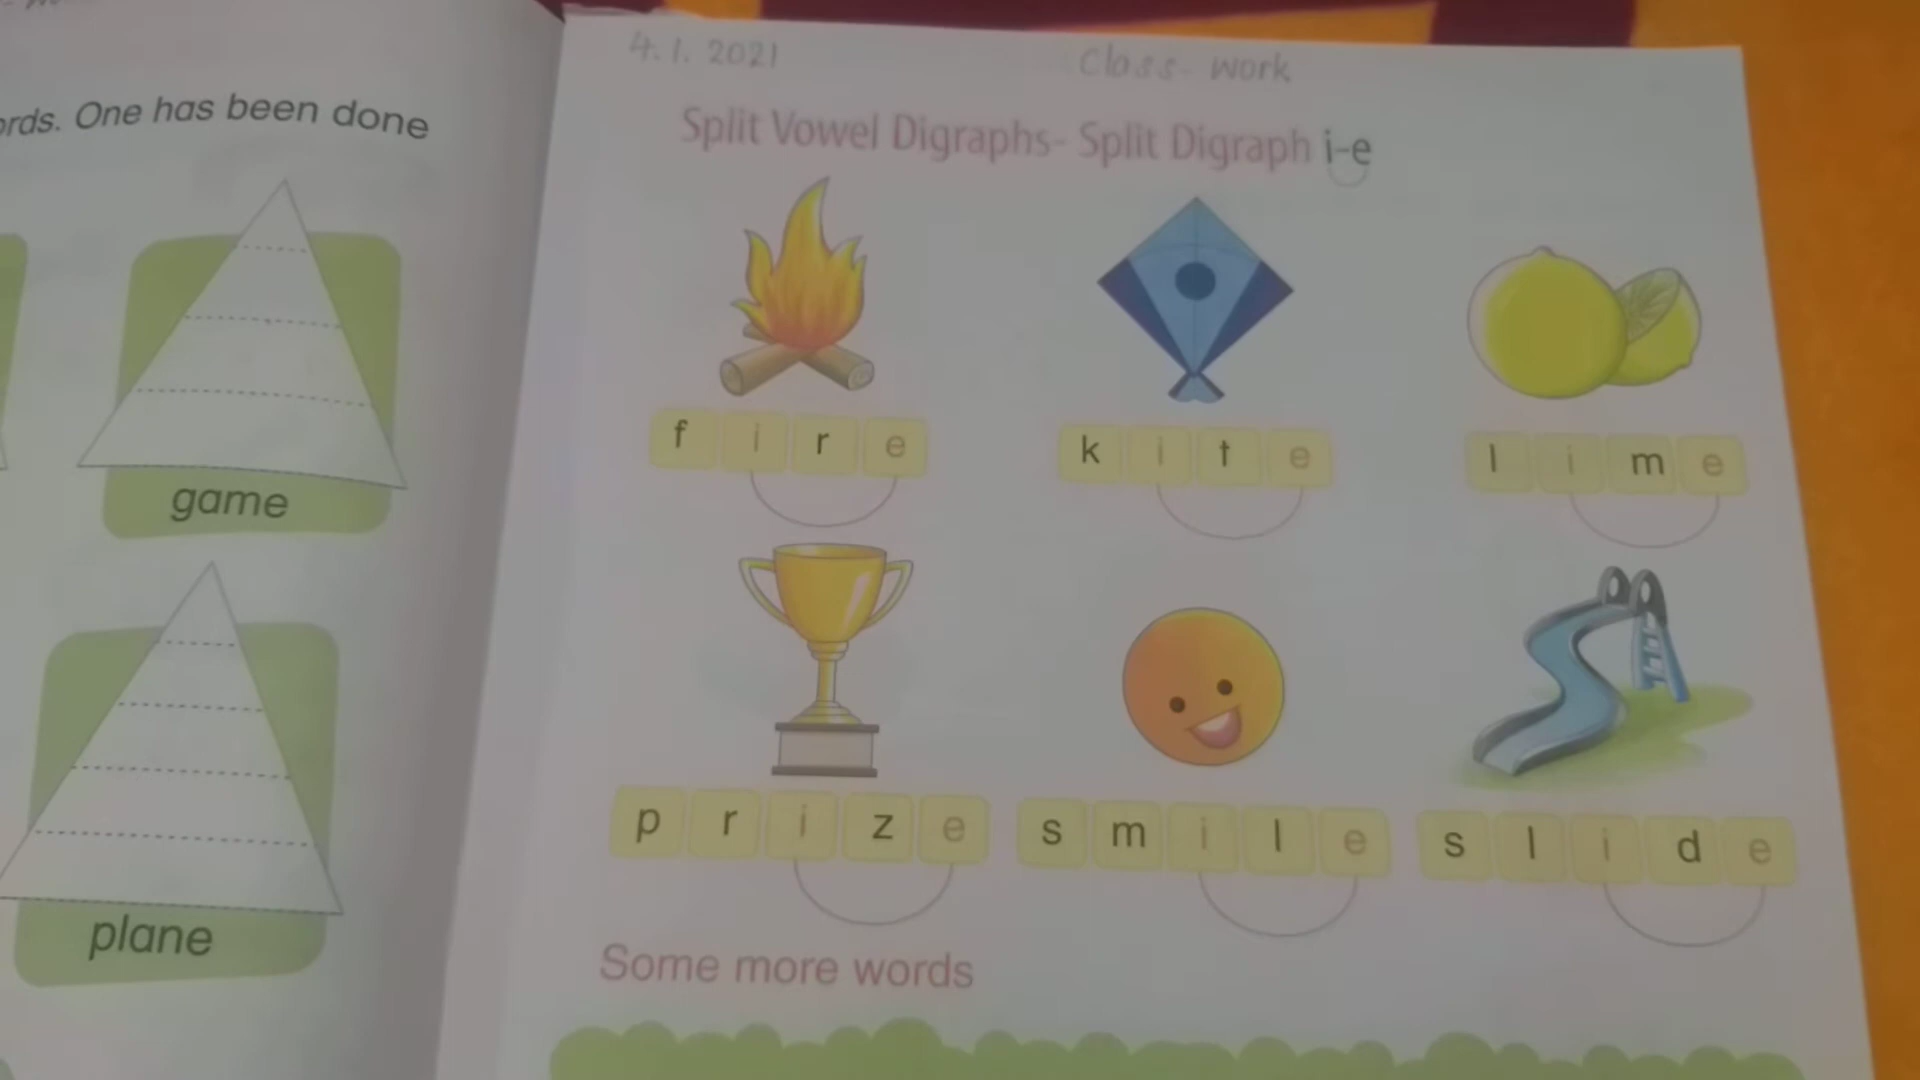 ords. One has been done
game
plane
4. 1. 2021
Class- work
Split Vowel Digraphs- Split Digraph i-e
f i r e
k i t e
l i m e
p r i z e
s m i l e
s l i d e
Some more words